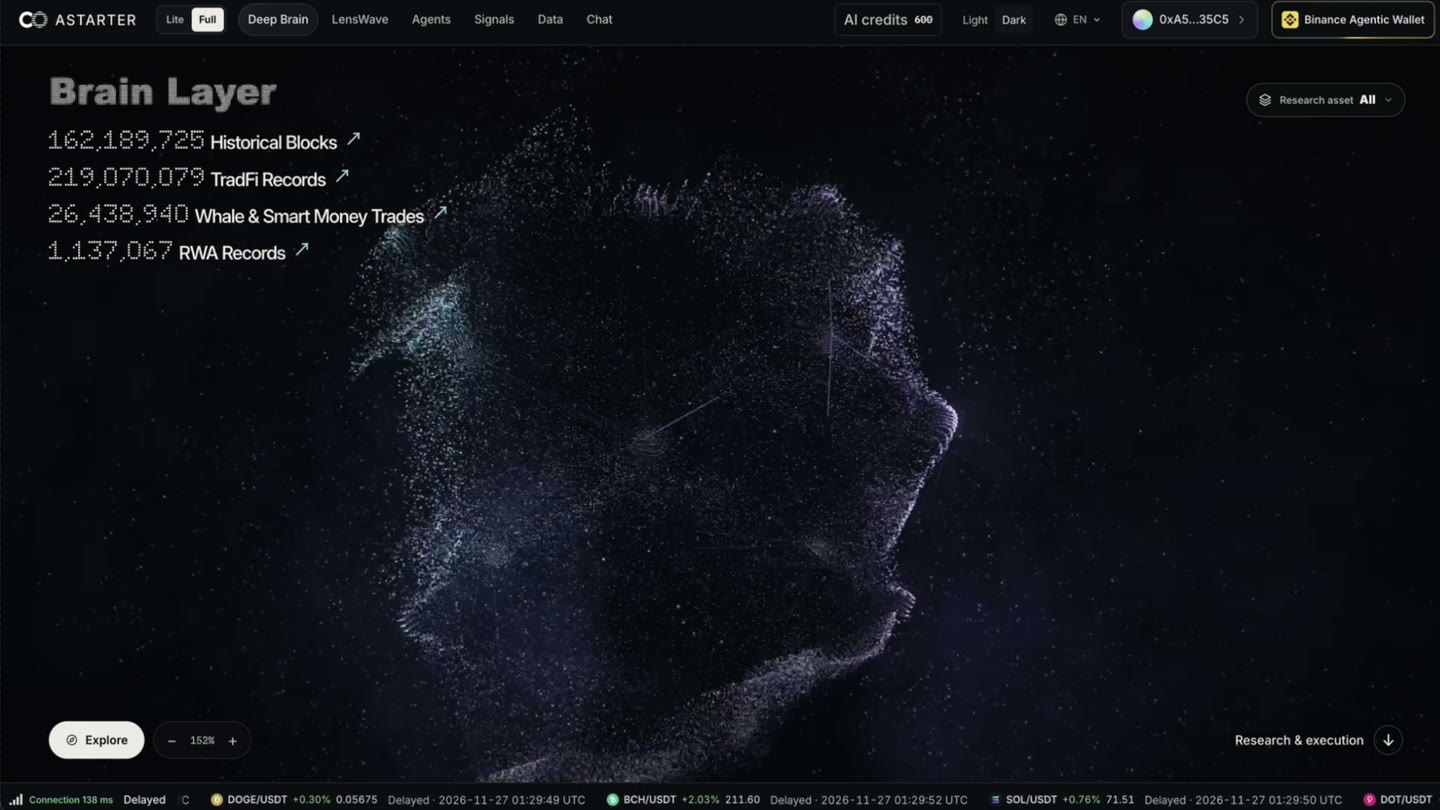 ASTARTER Lite Full Deep Brain LensWave Agents Signals Data Chat AI credits 600 Light Dark EN 0xA5...35C5 Binance Agentic Wallet
Brain Layer
Research asset All
162,189,725 Historical Blocks
219,070,079 TradFi Records
26,438,940 Whale & Smart Money Trades
1,137,067 RWA Records
Explore − 152% +
Research & execution
Connection 138 ms Delayed DOGE/USDT +0.30% 0.05675 Delayed · 2026-11-27 01:29:49 UTC BCH/USDT +2.03% 211.60 Delayed · 2026-11-27 01:29:52 UTC SOL/USDT +0.76% 71.51 Delayed · 2026-11-27 01:29:50 UTC DOT/USDT